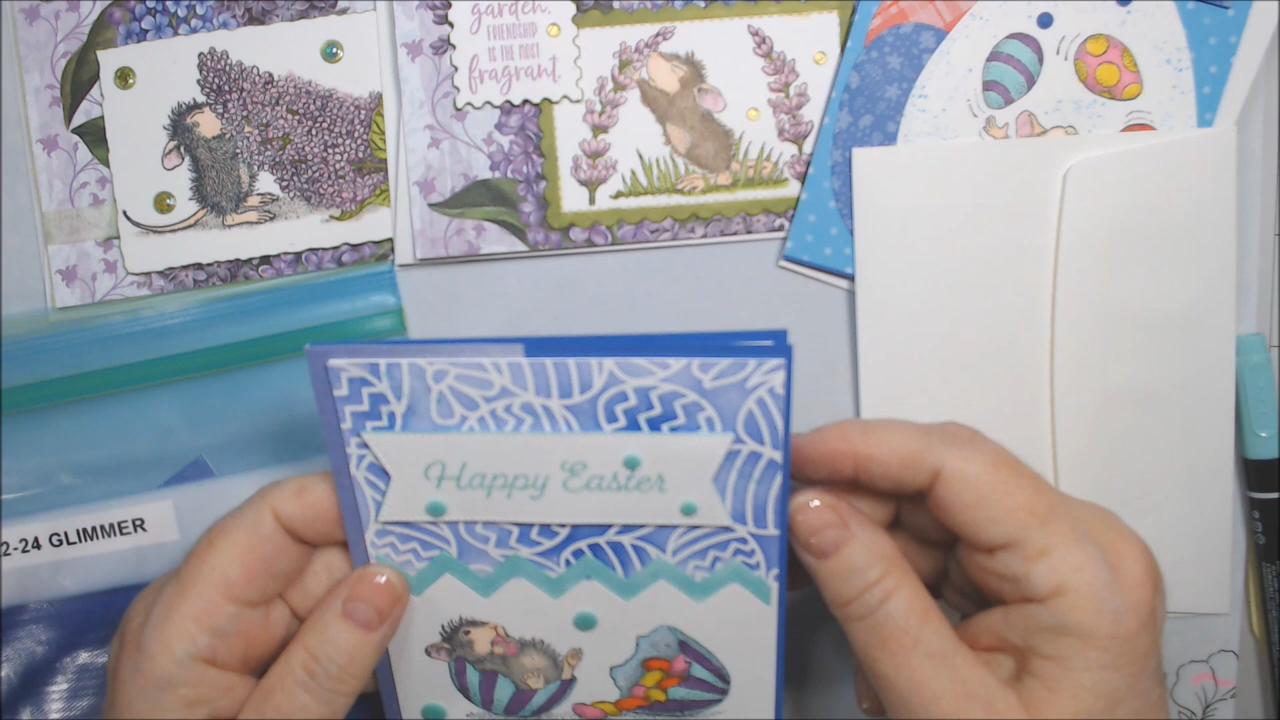 garden,
FRIENDSHIP
IS THE MOST
fragrant.
Happy Easter
2-24 GLIMMER